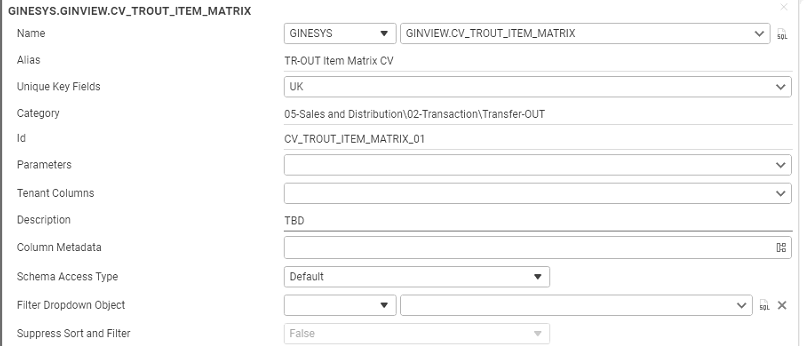 GINESYS.GINVIEW.CV_TROUT_ITEM_MATRIX
Name GINESYS GINVIEW.CV_TROUT_ITEM_MATRIX SQL
Alias TR-OUT Item Matrix CV
Unique Key Fields UK
Category 05-Sales and Distribution\02-Transaction\Transfer-OUT
Id CV_TROUT_ITEM_MATRIX_01
Parameters
Tenant Columns
Description TBD
Column Metadata
Schema Access Type Default
Filter Dropdown Object SQL
Suppress Sort and Filter False